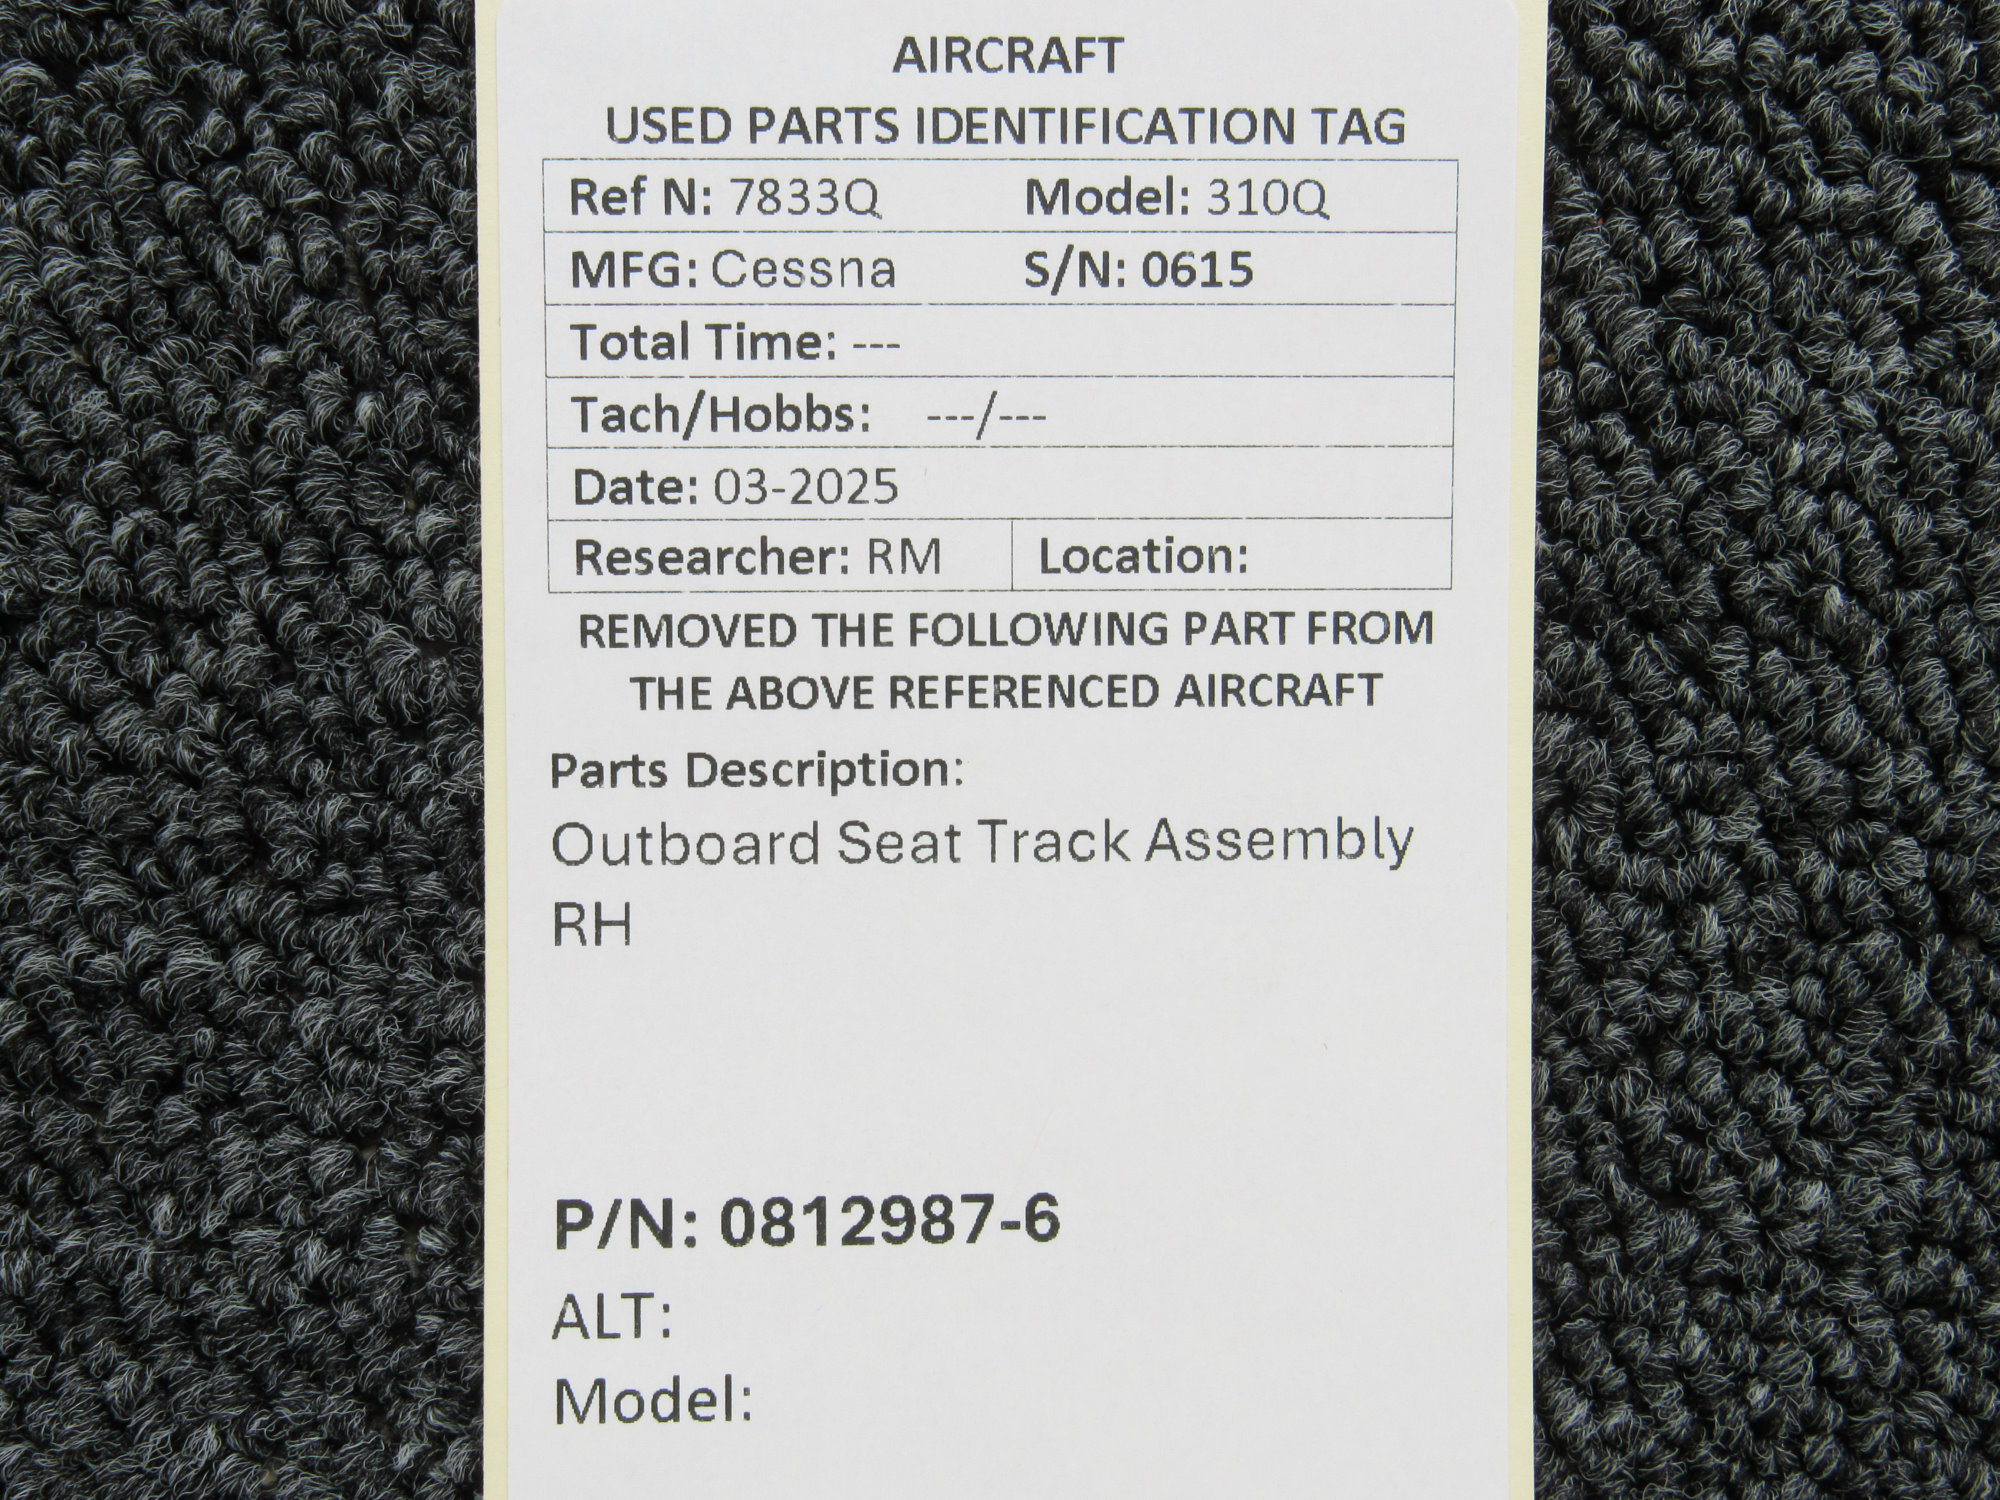 AIRCRAFT
USED PARTS IDENTIFICATION TAG
Ref N: 7833Q Model: 310Q
MFG: Cessna S/N: 0615
Total Time: ---
Tach/Hobbs: ---/---
Date: 03-2025
Researcher: RM Location:
REMOVED THE FOLLOWING PART FROM
THE ABOVE REFERENCED AIRCRAFT
Parts Description:
Outboard Seat Track Assembly
RH
P/N: 0812987-6
ALT:
Model: